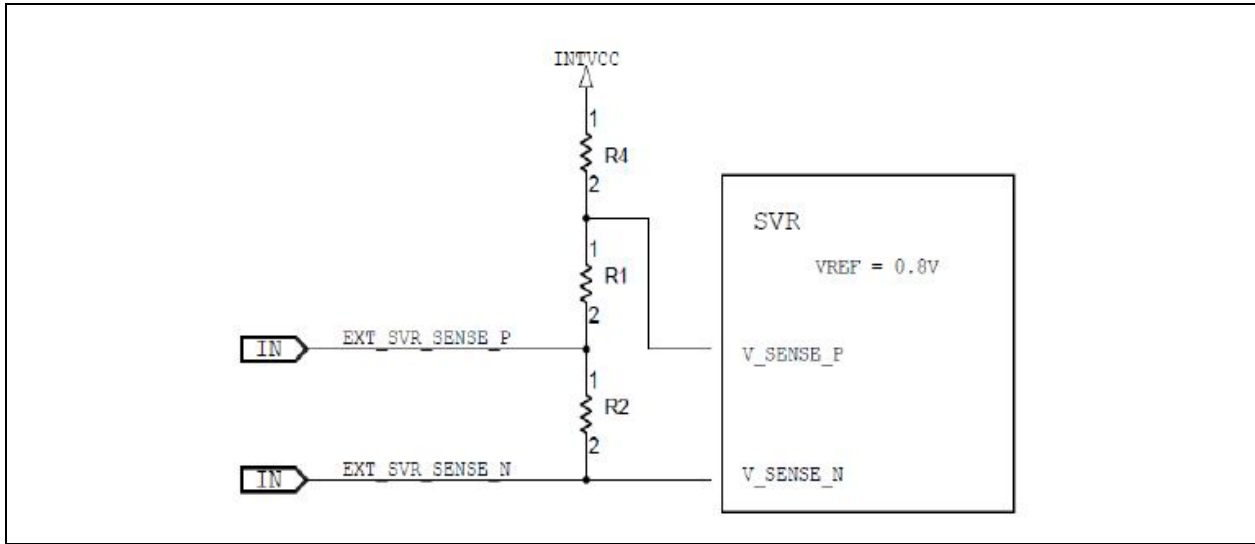 INTVCC
1
R4
2
SVR
VREF = 0.8V
1
R1
2
IN
EXT_SVR_SENSE_P
V_SENSE_P
1
R2
2
IN
EXT_SVR_SENSE_N
V_SENSE_N